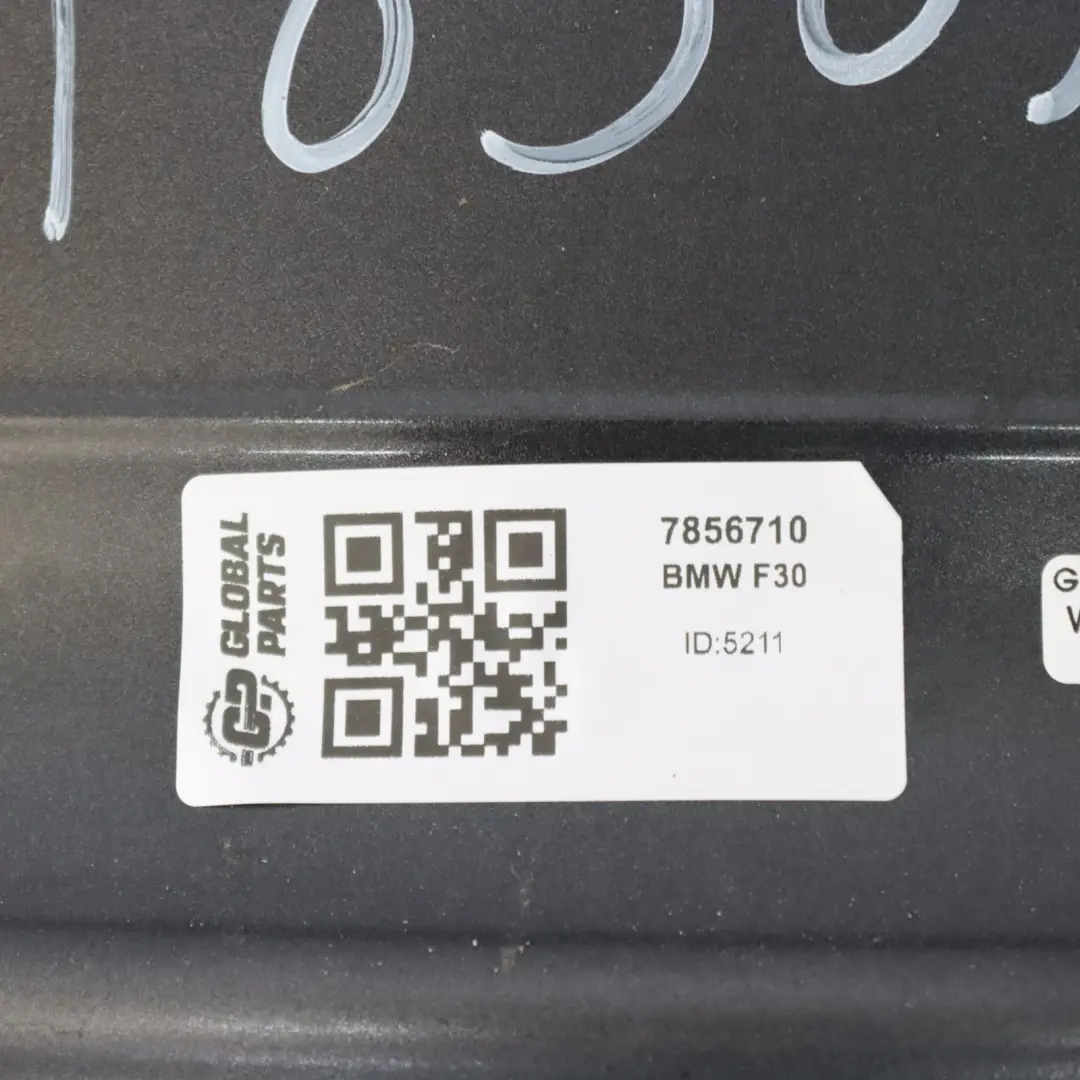 GLOBAL
PARTS
7856710
BMW F30
ID:5211